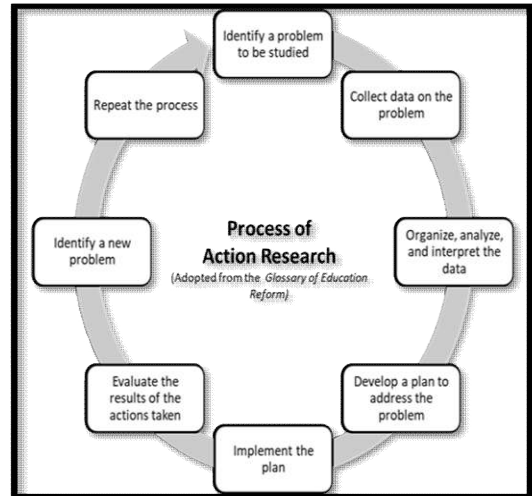 Identify a problem
to be studied
Collect data on the
problem
Organize, analyze,
and interpret the
data
Develop a plan to
address the
problem
Implement the
plan
Evaluate the
results of the
actions taken
Identify a new
problem
Repeat the process
Process of
Action Research
(Adopted from the Glossary of Education
Reform)